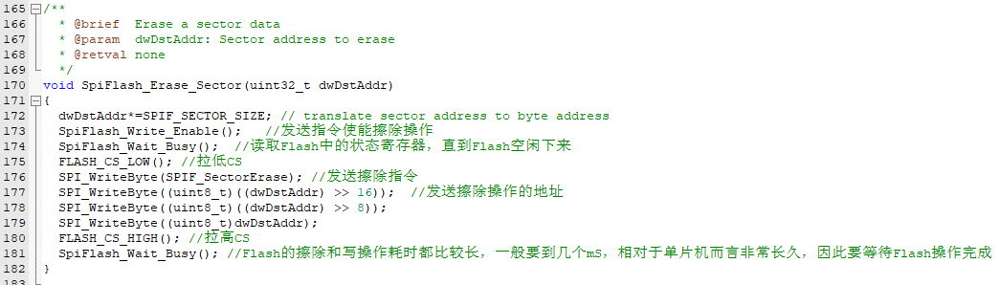 165 /**
166   * @brief  Erase a sector data
167   * @param  dwDstAddr: Sector address to erase
168   * @retval none
169   */
170 void SpiFlash_Erase_Sector(uint32_t dwDstAddr)
171 {
172   dwDstAddr*=SPIF_SECTOR_SIZE; // translate sector address to byte address
173   SpiFlash_Write_Enable();   //发送指令使能擦除操作
174   SpiFlash_Wait_Busy();  //读取Flash中的状态寄存器，直到Flash空闲下来
175   FLASH_CS_LOW(); //拉低CS
176   SPI_WriteByte(SPIF_SectorErase); //发送擦除指令
177   SPI_WriteByte((uint8_t)((dwDstAddr) >> 16));  //发送擦除操作的地址
178   SPI_WriteByte((uint8_t)((dwDstAddr) >> 8));
179   SPI_WriteByte((uint8_t)dwDstAddr);
180   FLASH_CS_HIGH(); //拉高CS
181   SpiFlash_Wait_Busy(); //Flash的擦除和写操作耗时都比较长，一般要到几个mS，相对于单片机而言非常长久，因此要等待Flash操作完成
182 }
183